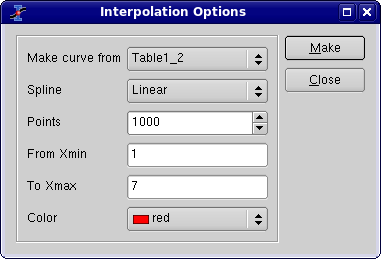 Interpolation Options
Make curve from Table1_2
Make
Spline Linear
Close
Points 1000
From Xmin 1
To Xmax 7
Color red